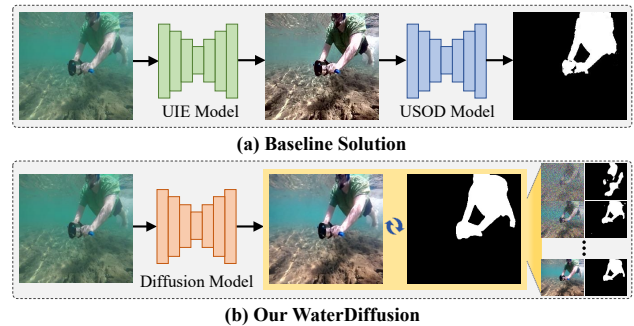 UIE Model
USOD Model
(a) Baseline Solution
Diffusion Model
(b) Our WaterDiffusion